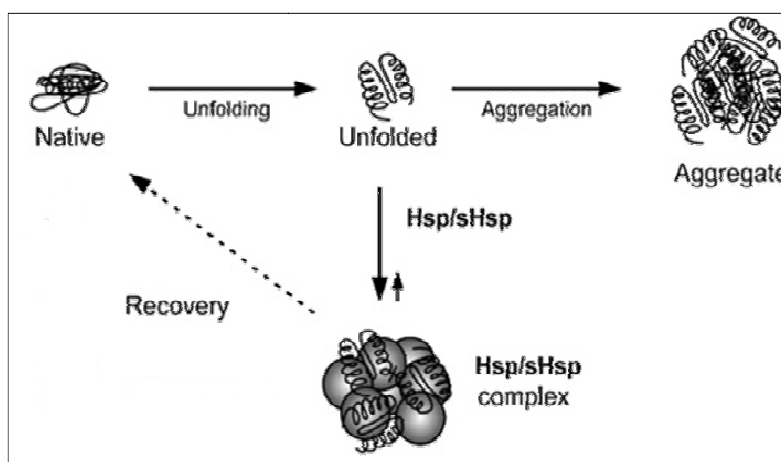 Unfolding
Aggregation
Native
Unfolded
Aggregate
Hsp/sHsp
Recovery
Hsp/sHsp
complex